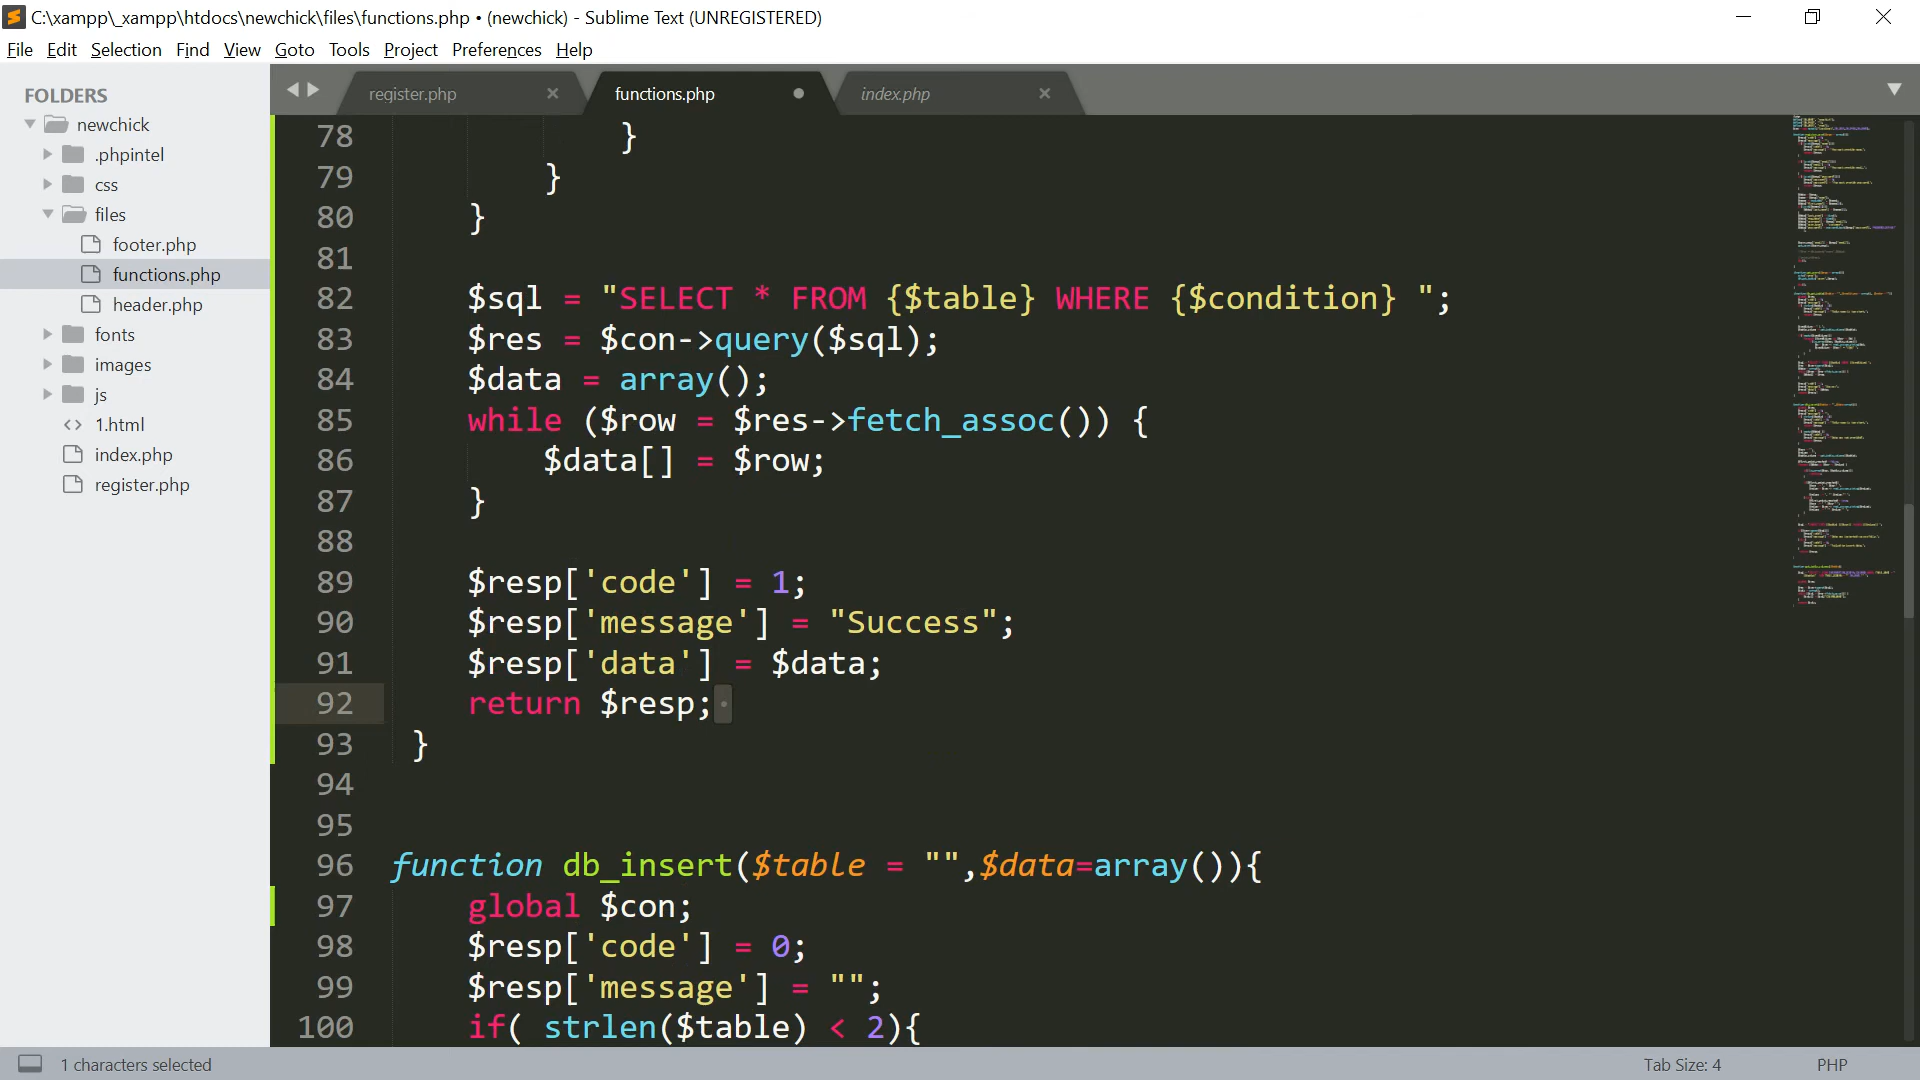 C:\xampp\_xampp\htdocs\newchick\files\functions.php • (newchick) - Sublime Text (UNREGISTERED)
File Edit Selection Find View Goto Tools Project Preferences Help
FOLDERS
newchick
.phpintel
css
files
footer.php
functions.php
header.php
fonts
images
js
<> 1.html
index.php
register.php
register.php × functions.php index.php ×
78 }
79 }
80 }
81
82 $sql = "SELECT * FROM {$table} WHERE {$condition} ";
83 $res = $con->query($sql);
84 $data = array();
85 while ($row = $res->fetch_assoc()) {
86 $data[] = $row;
87 }
88
89 $resp['code'] = 1;
90 $resp['message'] = "Success";
91 $resp['data'] = $data;
92 return $resp;
93 }
94
95
96 function db_insert($table = "",$data=array()){
97 global $con;
98 $resp['code'] = 0;
99 $resp['message'] = "";
100 if( strlen($table) < 2){
1 characters selected
Tab Size: 4 PHP